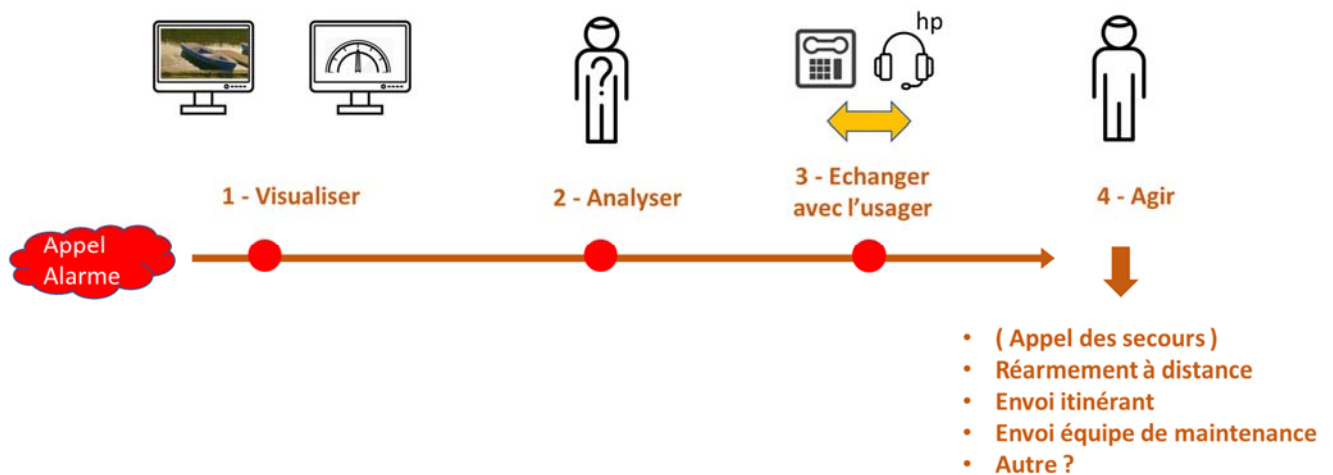 hp
1 - Visualiser
2 - Analyser
3 - Echanger
avec l'usager
4 - Agir
Appel
Alarme
• ( Appel des secours )
• Réarmement à distance
• Envoi itinérant
• Envoi équipe de maintenance
• Autre ?